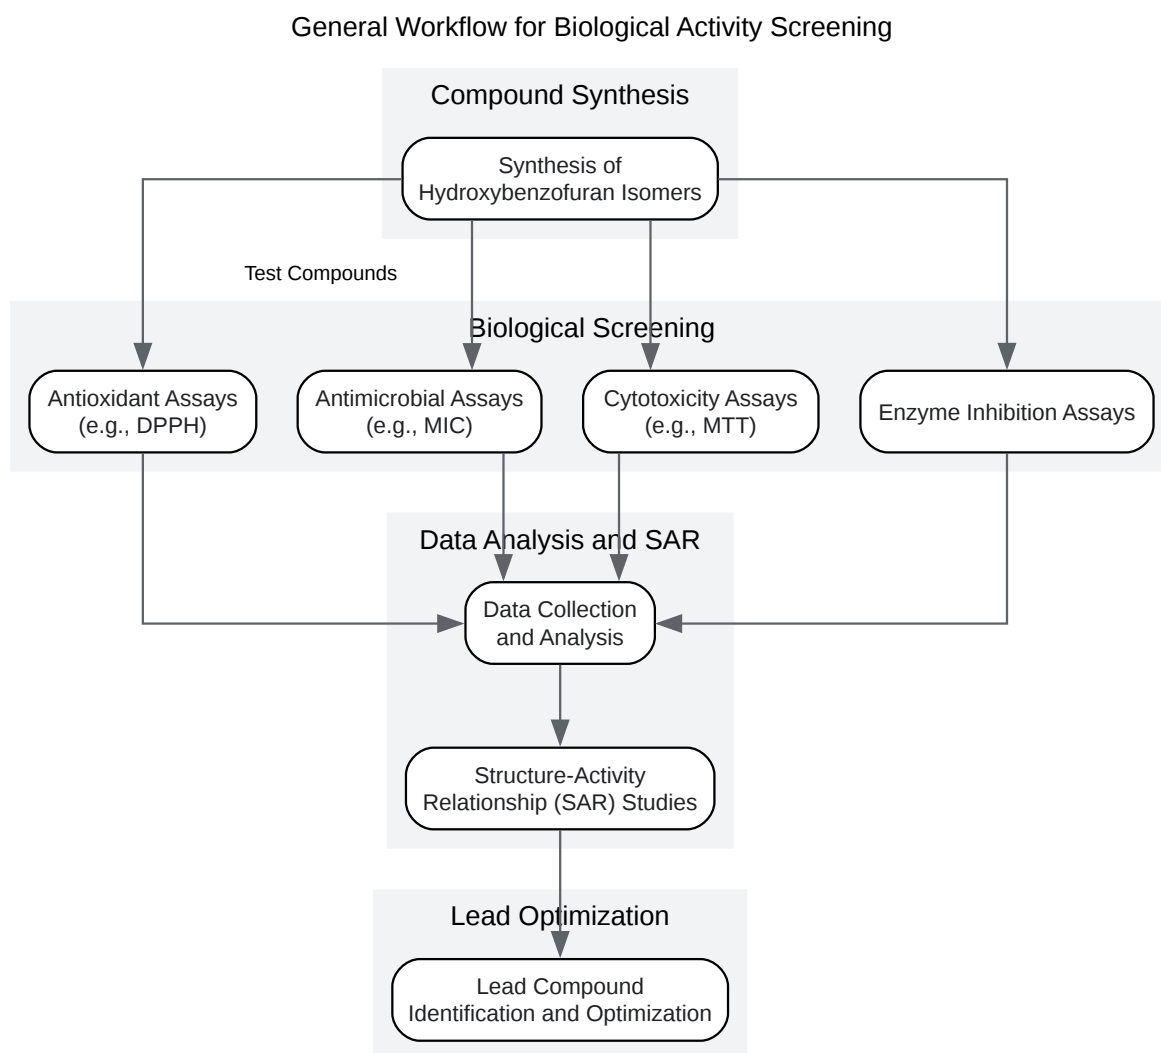 General Workflow for Biological Activity Screening
Compound Synthesis
Synthesis of
Hydroxybenzofuran Isomers
Test Compounds
Biological Screening
Antioxidant Assays
(e.g., DPPH)
Antimicrobial Assays
(e.g., MIC)
Cytotoxicity Assays
(e.g., MTT)
Enzyme Inhibition Assays
Data Analysis and SAR
Data Collection
and Analysis
Structure-Activity
Relationship (SAR) Studies
Lead Optimization
Lead Compound
Identification and Optimization